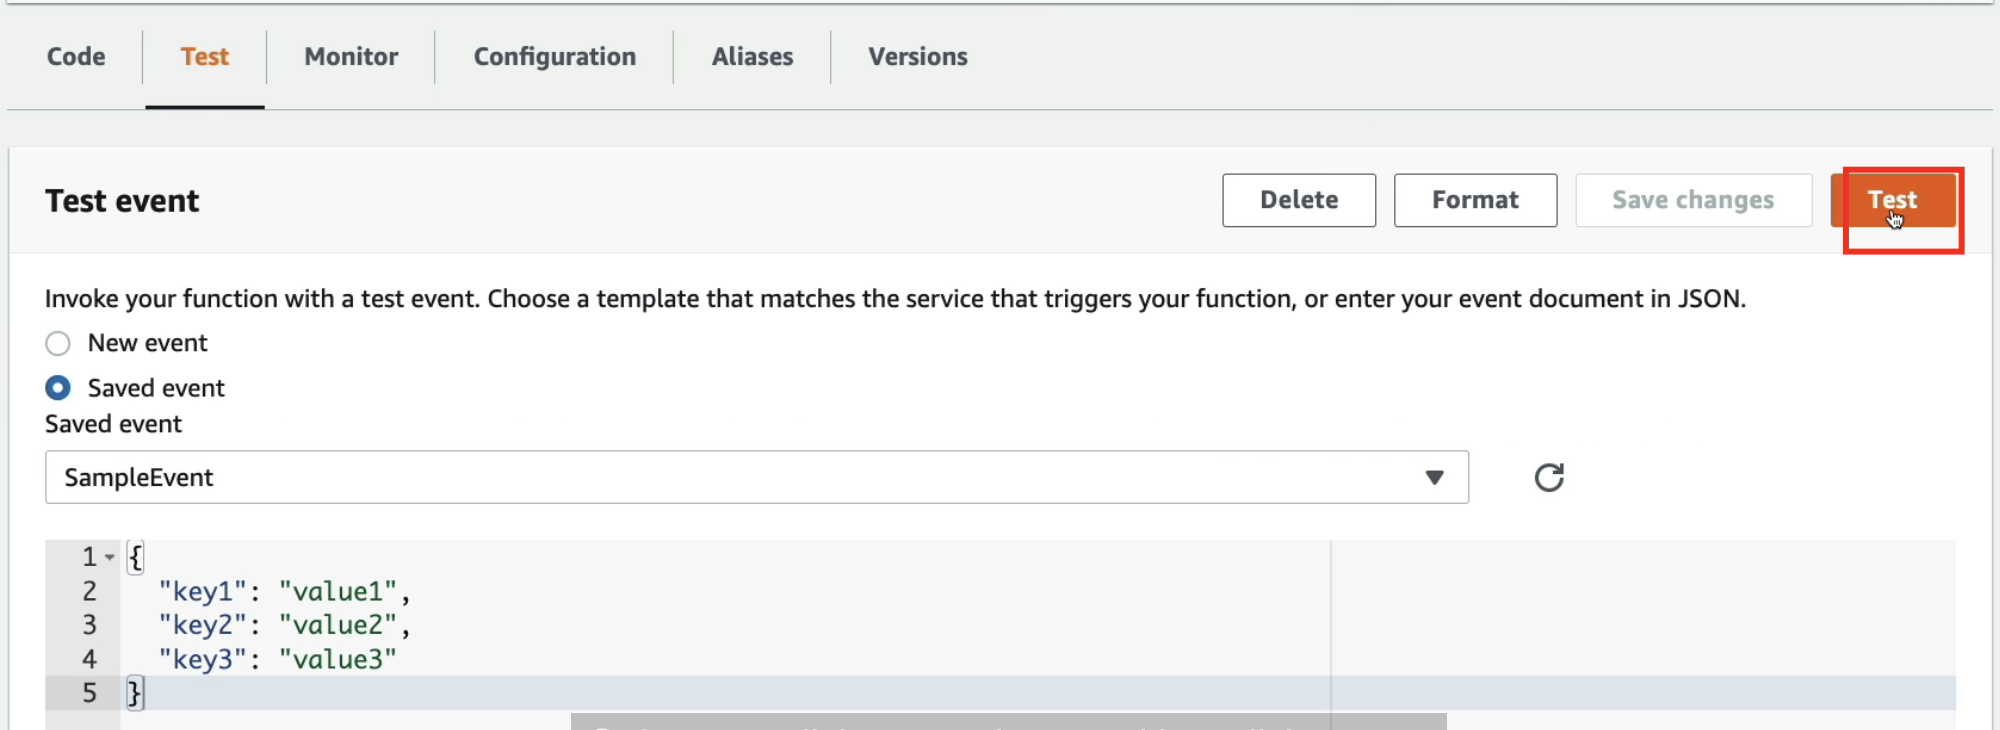 Code Test Monitor Configuration Aliases Versions
Test event Delete Format Save changes Test
Invoke your function with a test event. Choose a template that matches the service that triggers your function, or enter your event document in JSON.
New event
Saved event
Saved event
SampleEvent
1 {
2 "key1": "value1",
3 "key2": "value2",
4 "key3": "value3"
5 }